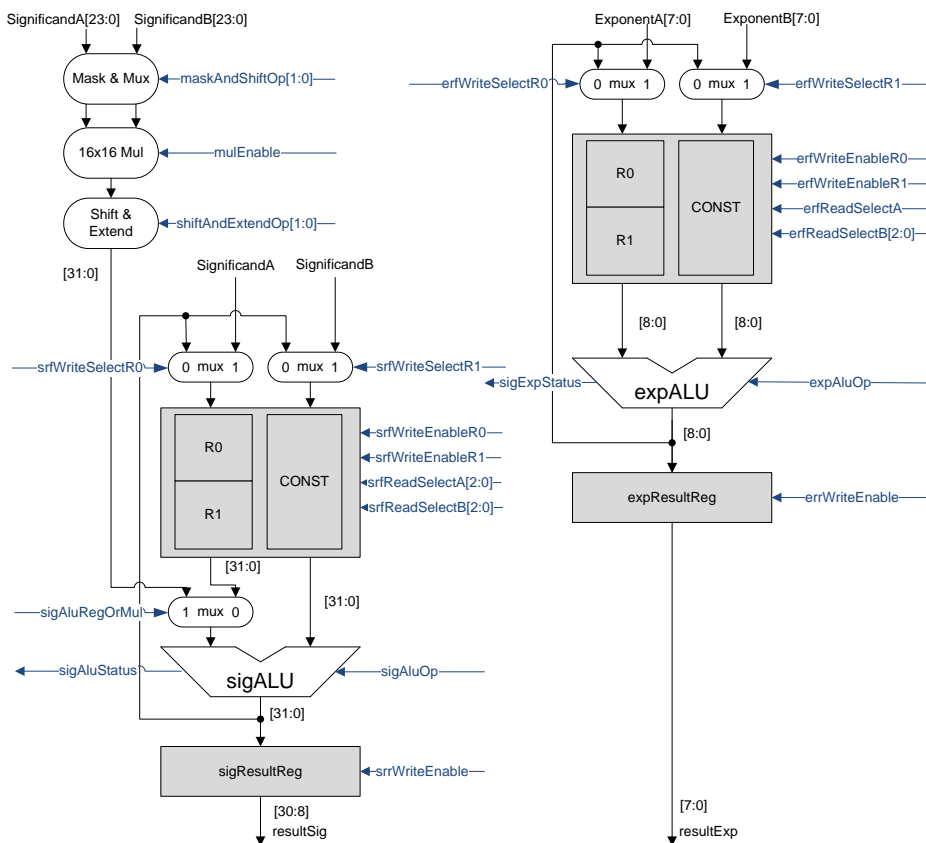 SignificandA[23:0]
SignificandB[23:0]
Mask & Mux
maskAndShiftOp[1:0]
16x16 Mul
mulEnable
Shift &
Extend
shiftAndExtendOp[1:0]
[31:0]
SignificandA
SignificandB
srfWriteSelectR0
0 mux 1
0 mux 1
srfWriteSelectR1
R0
R1
CONST
srfWriteEnableR0
srfWriteEnableR1
srfReadSelectA[2:0]
srfReadSelectB[2:0]
[31:0]
[31:0]
sigAluRegOrMul
1 mux 0
sigAluStatus
sigALU
sigAluOp
[31:0]
sigResultReg
srrWriteEnable
[30:8]
resultSig
ExponentA[7:0]
ExponentB[7:0]
erfWriteSelectR0
0 mux 1
0 mux 1
erfWriteSelectR1
R0
R1
CONST
erfWriteEnableR0
erfWriteEnableR1
erfReadSelectA
erfReadSelectB[2:0]
[8:0]
[8:0]
sigExpStatus
expALU
expAluOp
[8:0]
expResultReg
errWriteEnable
[7:0]
resultExp